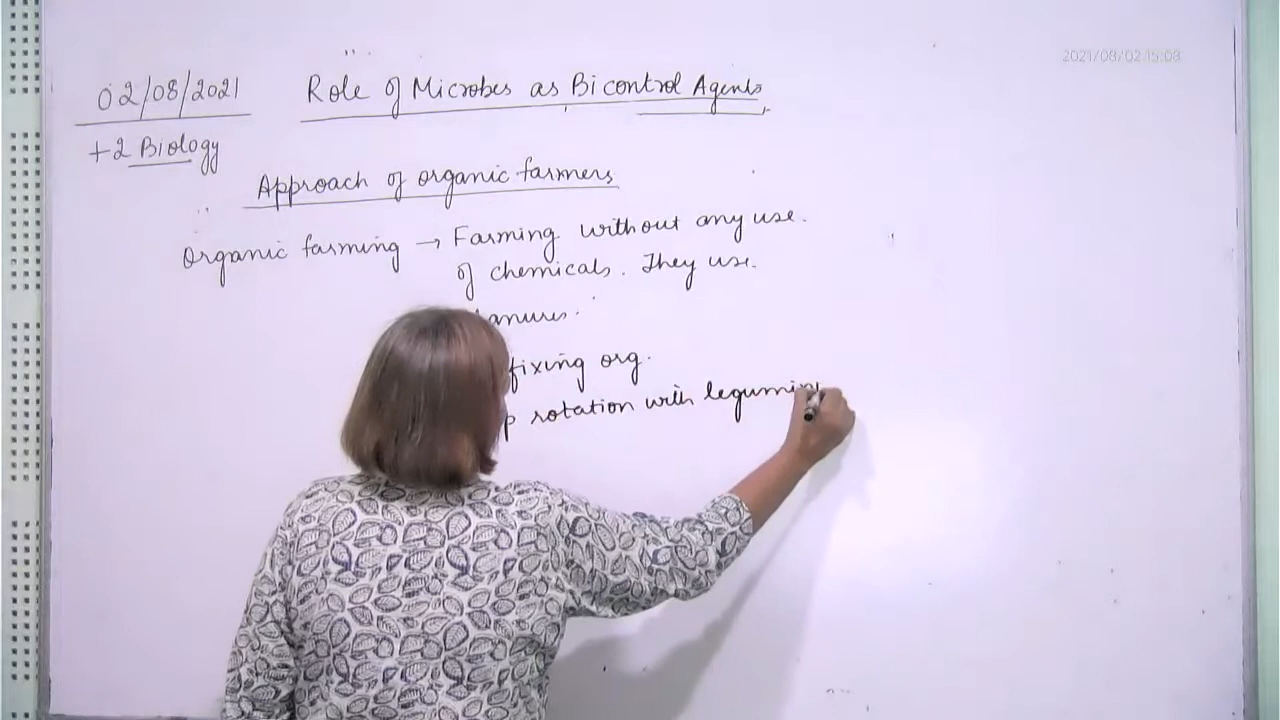 2021/08/02 15:08
02/08/2021
Role of Microbes as Bicontrol Agents
+2 Biology
Approach of organic farmers
Organic farming → Farming without any use
of chemicals. They use
fixing org.
rotation with